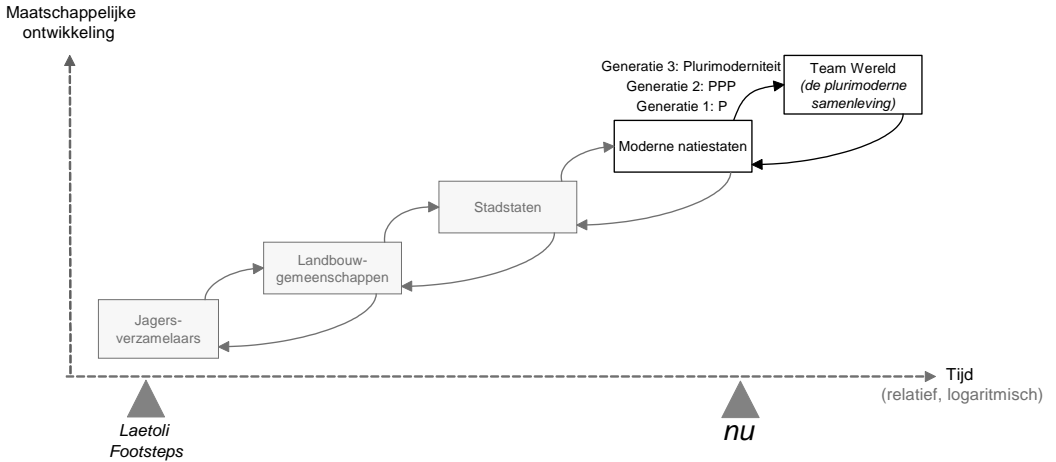 Maatschappelijke
ontwikkeling
Generatie 3: Plurimoderniteit
Generatie 2: PPP
Generatie 1: P
Team Wereld
(de plurimoderne
samenleving)
Moderne natiestaten
Stadstaten
Landbouw-
gemeenschappen
Jagers-
verzamelaars
Tijd
(relatief, logaritmisch)
Laetoli
Footsteps
nu